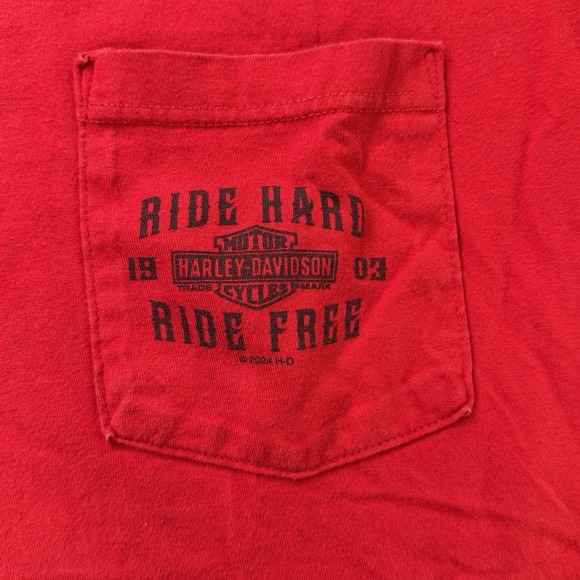 RIDE HARD
MOTOR
19 HARLEY-DAVIDSON 03
TRADE MARK
CYCLES
RIDE FREE
© 2024 H-D